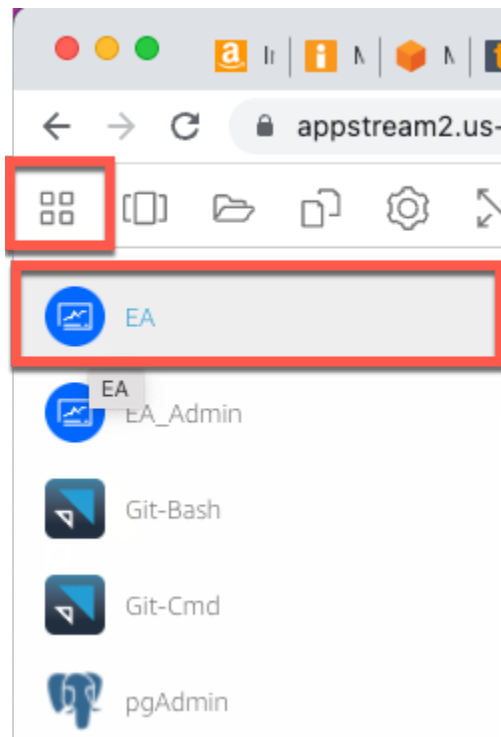 appstream2.us-
EA
EA
EA_Admin
Git-Bash
Git-Cmd
pgAdmin